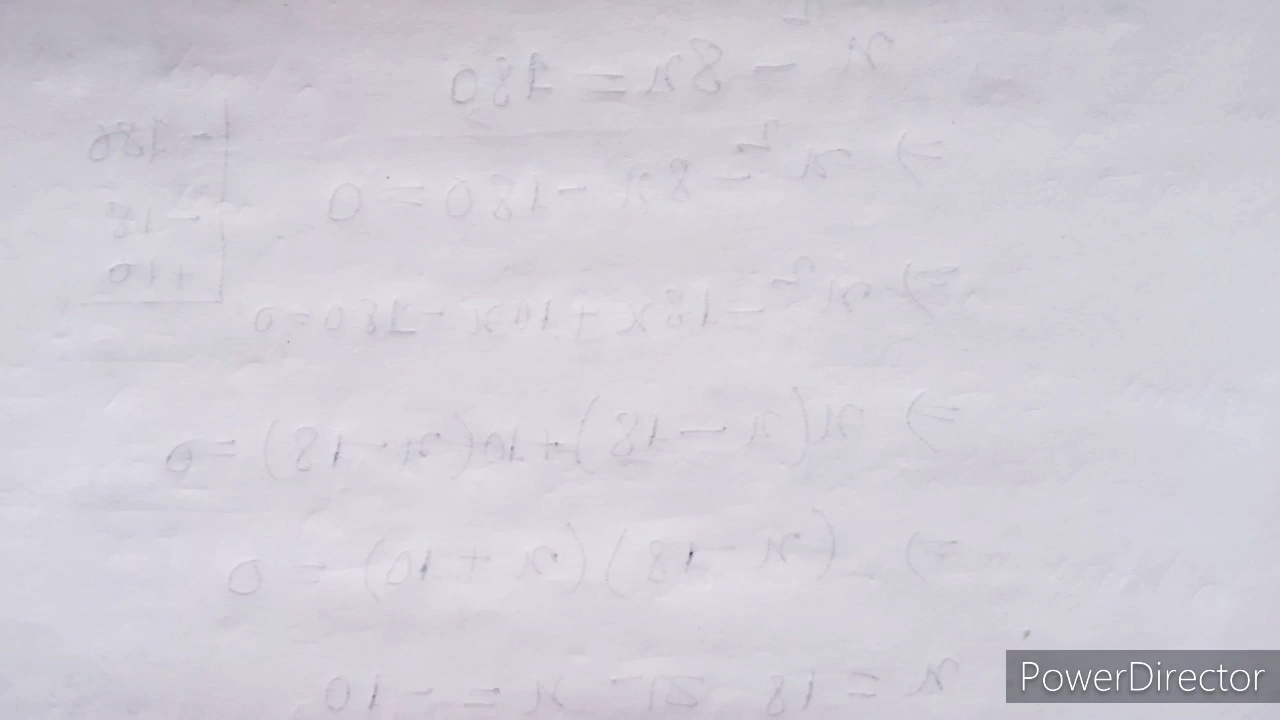 x² - 8x = 180
⇒ x² - 8x - 180 = 0
⇒ x² - 18x + 10x - 180 = 0
⇒ x(x - 18) + 10(x - 18) = 0
⇒ (x - 18)(x + 10) = 0
x = 18 x = -10
- 180
- 18
+ 10
PowerDirector